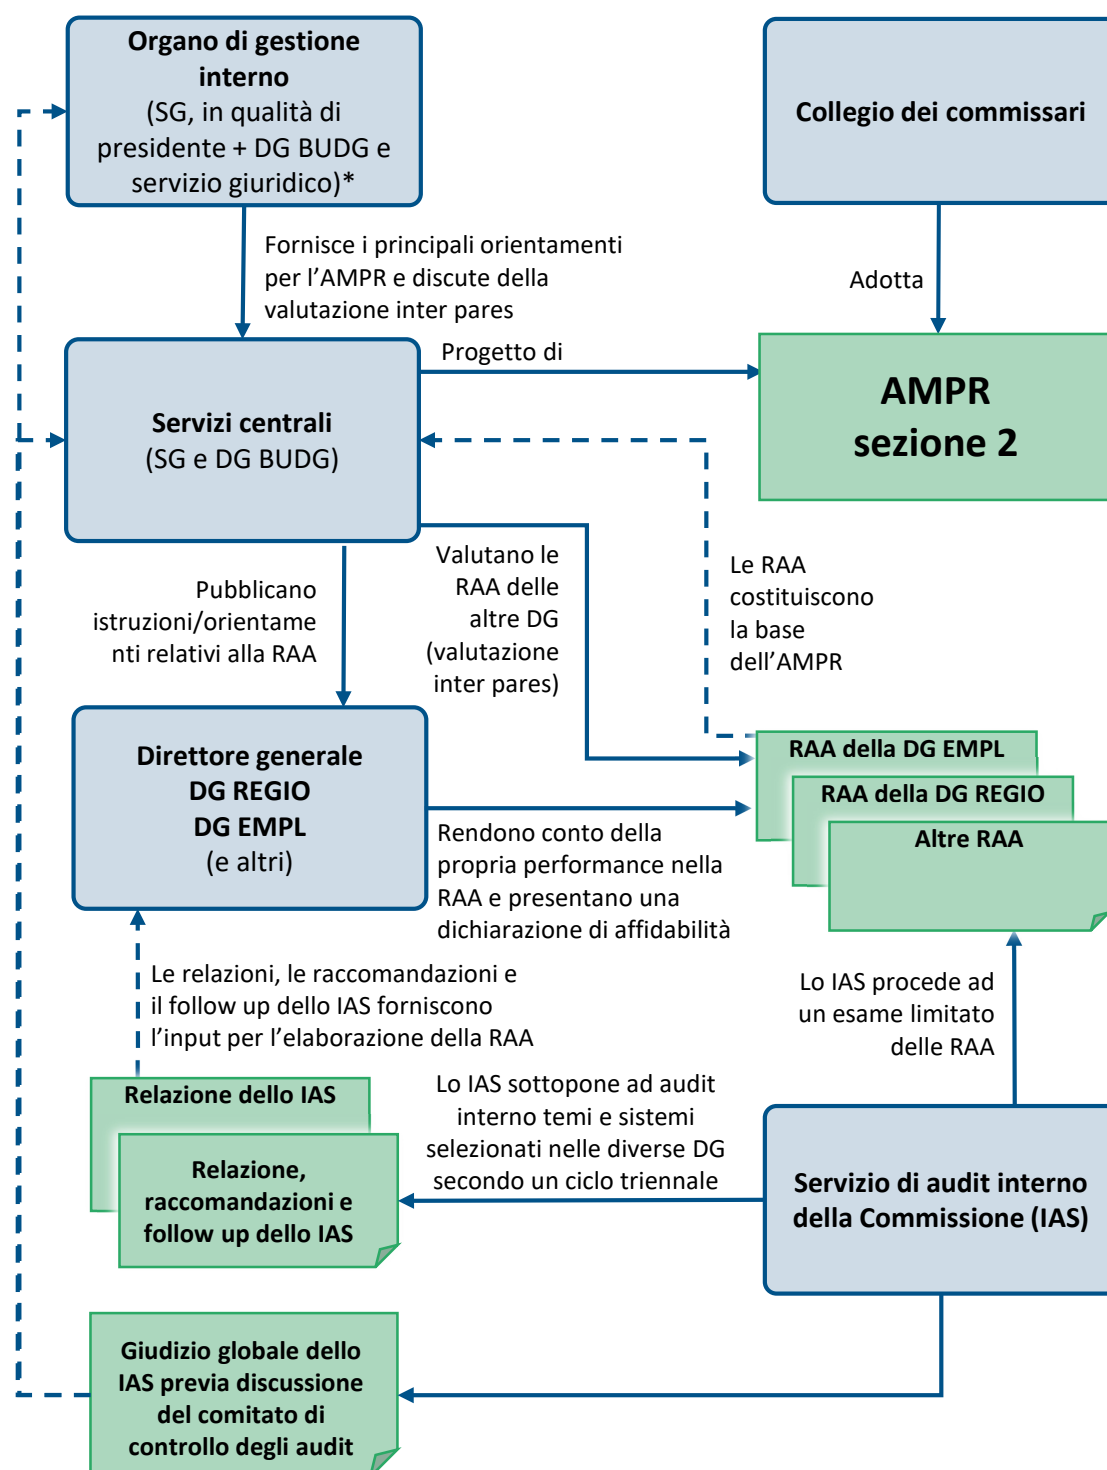 Organo di gestione
interno
(SG, in qualità di
presidente + DG BUDG e
servizio giuridico)*
Collegio dei commissari
Fornisce i principali orientamenti
per l'AMPR e discute della
valutazione inter pares
Adotta
Progetto di
AMPR
sezione 2
Servizi centrali
(SG e DG BUDG)
Pubblicano
istruzioni/orientame
nti relativi alla RAA
Valutano le
RAA delle
altre DG
(valutazione
inter pares)
Le RAA
costituiscono
la base
dell'AMPR
Direttore generale
DG REGIO
DG EMPL
(e altri)
RAA della DG EMPL
RAA della DG REGIO
Altre RAA
Rendono conto della
propria performance nella
RAA e presentano una
dichiarazione di affidabilità
Le relazioni, le raccomandazioni e
il follow up dello IAS forniscono
l'input per l'elaborazione della RAA
Lo IAS procede ad
un esame limitato
delle RAA
Relazione dello IAS
Relazione,
raccomandazioni e
follow up dello IAS
Lo IAS sottopone ad audit
interno temi e sistemi
selezionati nelle diverse DG
secondo un ciclo triennale
Servizio di audit interno
della Commissione (IAS)
Giudizio globale dello
IAS previa discussione
del comitato di
controllo degli audit